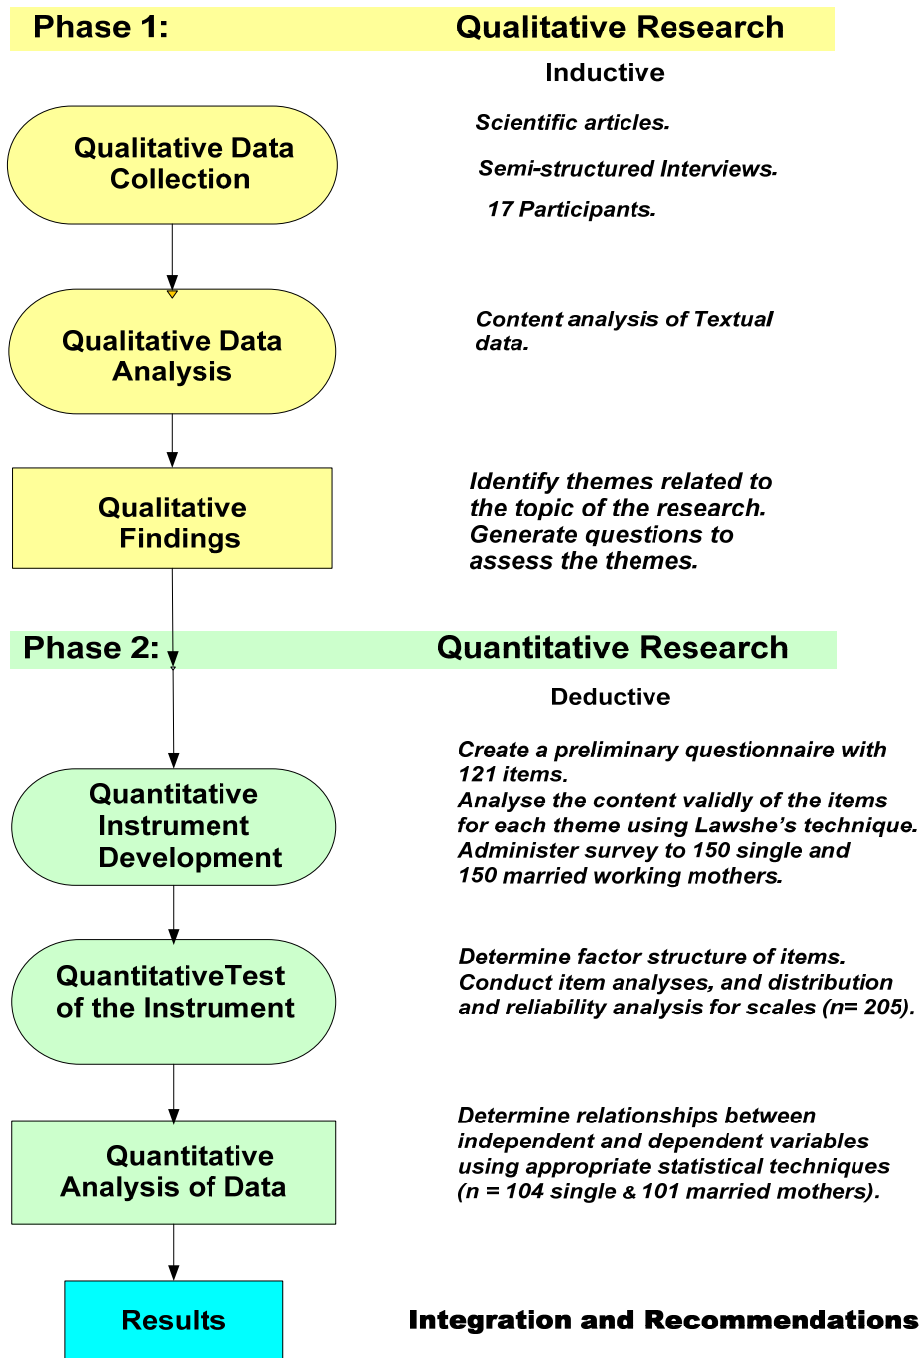 Phase 1: Qualitative Research
Inductive
Qualitative Data
Collection
Scientific articles.
Semi-structured Interviews.
17 Participants.
Qualitative Data
Analysis
Content analysis of Textual
data.
Qualitative
Findings
Identify themes related to
the topic of the research.
Generate questions to
assess the themes.
Phase 2: Quantitative Research
Deductive
Quantitative
Instrument
Development
Create a preliminary questionnaire with
121 items.
Analyse the content validly of the items
for each theme using Lawshe's technique.
Administer survey to 150 single and
150 married working mothers.
QuantitativeTest
of the Instrument
Determine factor structure of items.
Conduct item analyses, and distribution
and reliability analysis for scales (n= 205).
Quantitative
Analysis of Data
Determine relationships between
independent and dependent variables
using appropriate statistical techniques
(n = 104 single & 101 married mothers).
Results
Integration and Recommendations